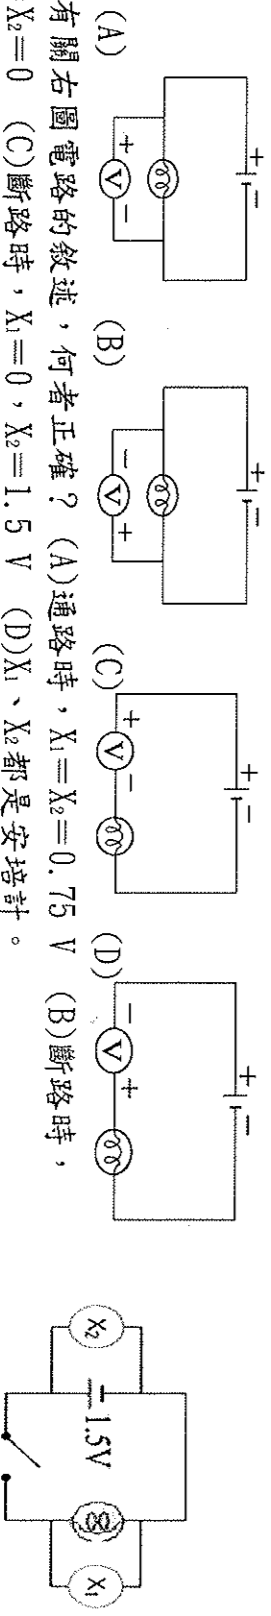 (A) + − + − V (B) + − − + V (C) + − + − V (D) + − − + V
有關右圖電路的敘述，何者正確？ (A)通路時，X₁=X₂=0.75 V (B)斷路時，
X₂=0 (C)斷路時，X₁=0，X₂=1.5 V (D)X₁、X₂都是安培計。
X₂ 1.5V X₁